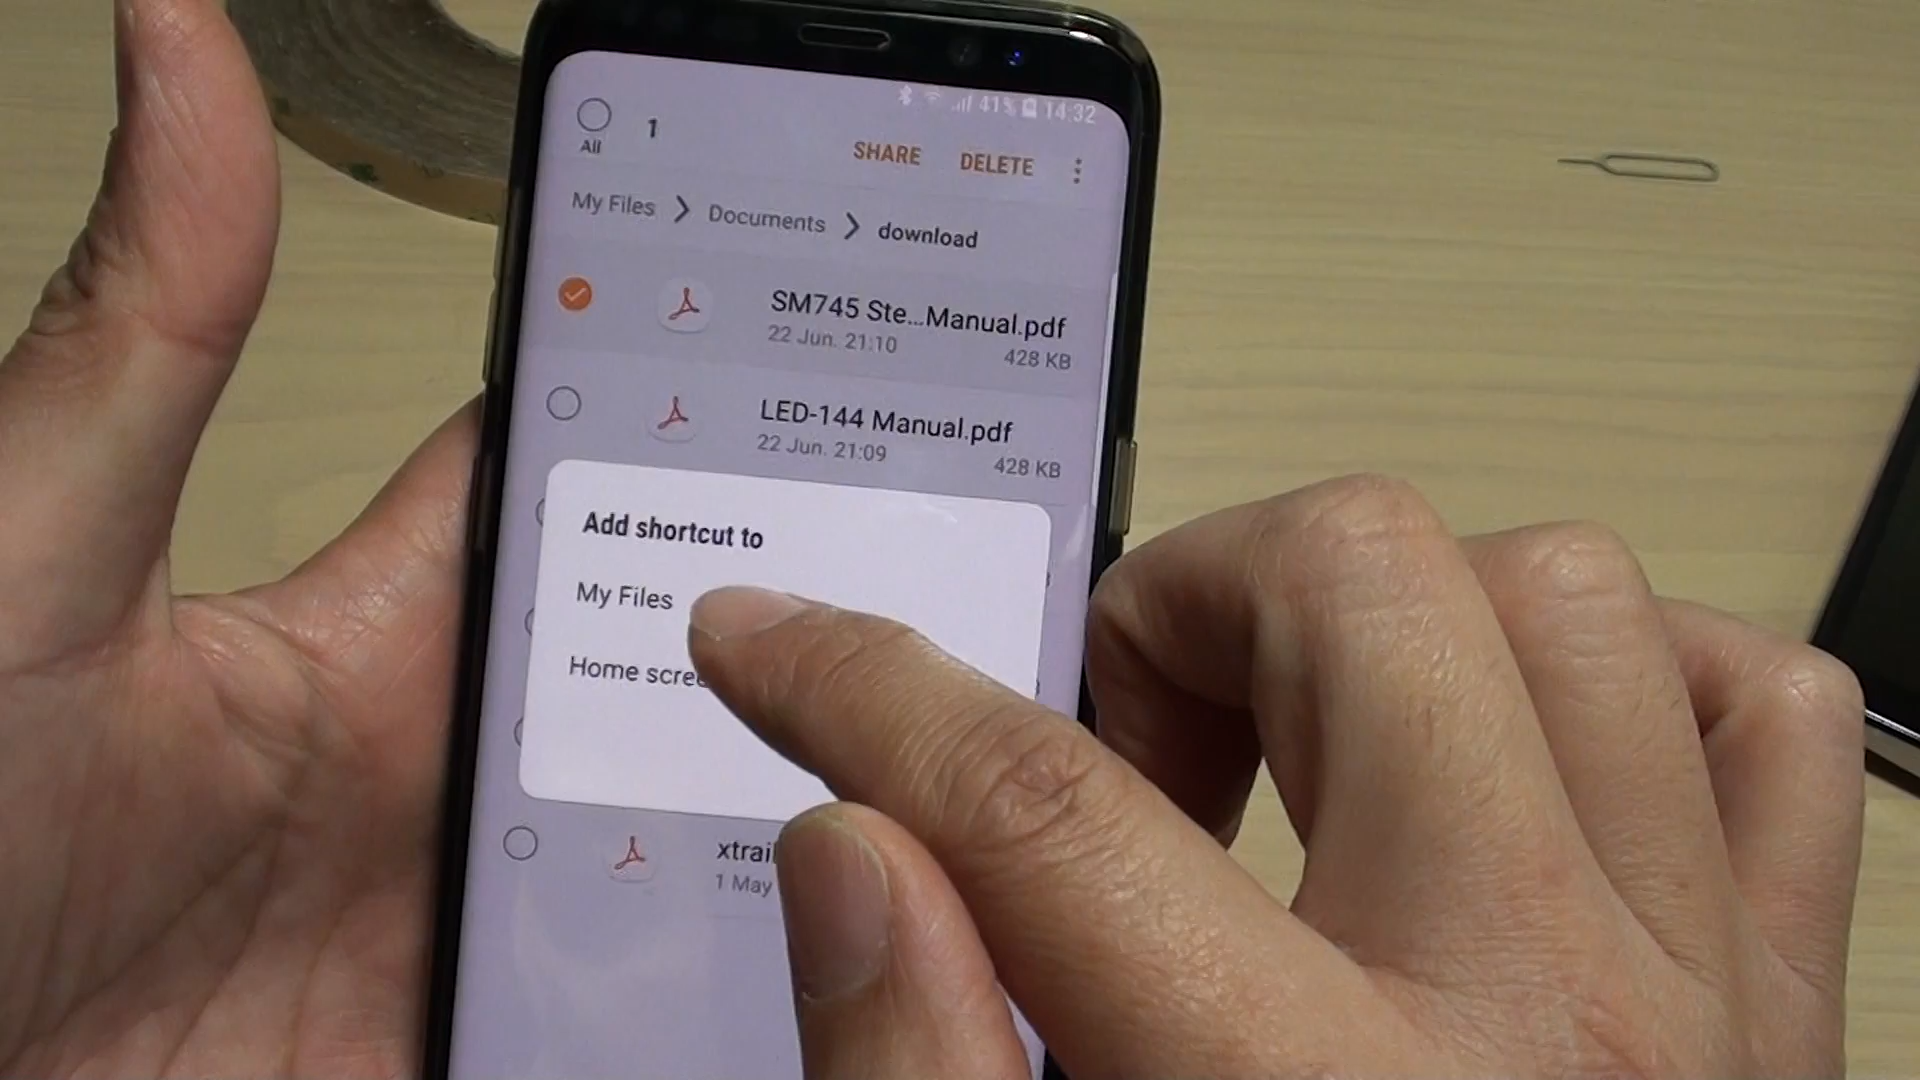 41% 14:32
All 1 SHARE DELETE
My Files > Documents > download
SM745 Ste...Manual.pdf
22 Jun. 21:10 428 KB
LED-144 Manual.pdf
22 Jun. 21:09 428 KB
Add shortcut to
My Files
Home scree
xtrail
1 May